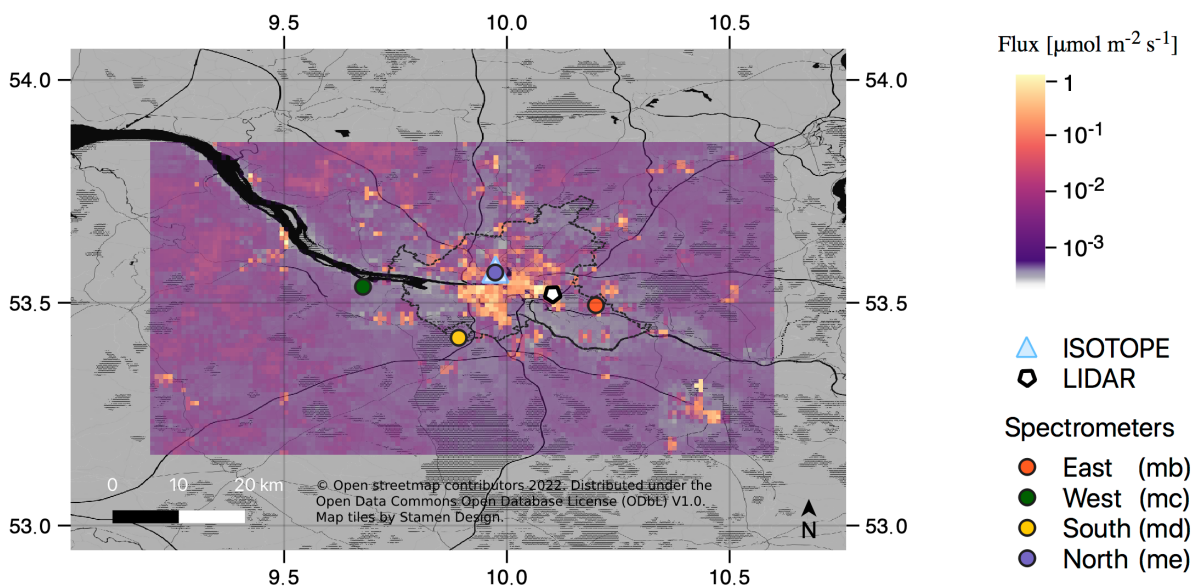 9.5 10.0 10.5
Flux [µmol m-2 s-1]
54.0 54.0
1
10-1
10-2
10-3
53.5 53.5
ISOTOPE
LIDAR
Spectrometers
East (mb)
West (mc)
South (md)
North (me)
0 10 20 km
© Open streetmap contributors 2022. Distributed under the
Open Data Commons Open Database License (ODbL) V1.0.
Map tiles by Stamen Design.
N
53.0 53.0
9.5 10.0 10.5